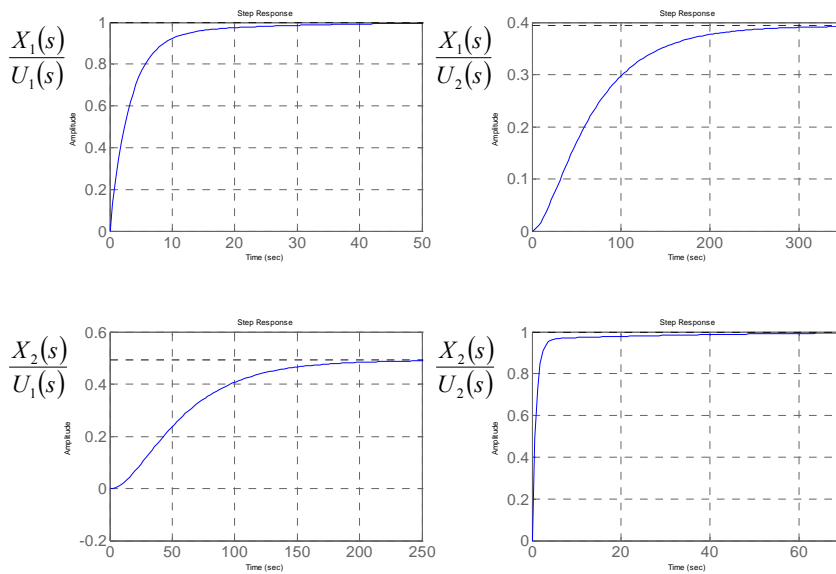 Step Response
X₁(s)
U₁(s)
Amplitude
1
0.8
0.6
0.4
0.2
0
0 10 20 30 40 50
Time (sec)
Step Response
X₁(s)
U₂(s)
Amplitude
0.4
0.3
0.2
0.1
0
0 100 200 300
Time (sec)
Step Response
X₂(s)
U₁(s)
Amplitude
0.6
0.4
0.2
0
-0.2
0 50 100 150 200 250
Time (sec)
Step Response
X₂(s)
U₂(s)
Amplitude
1
0.8
0.6
0.4
0.2
0
0 20 40 60
Time (sec)